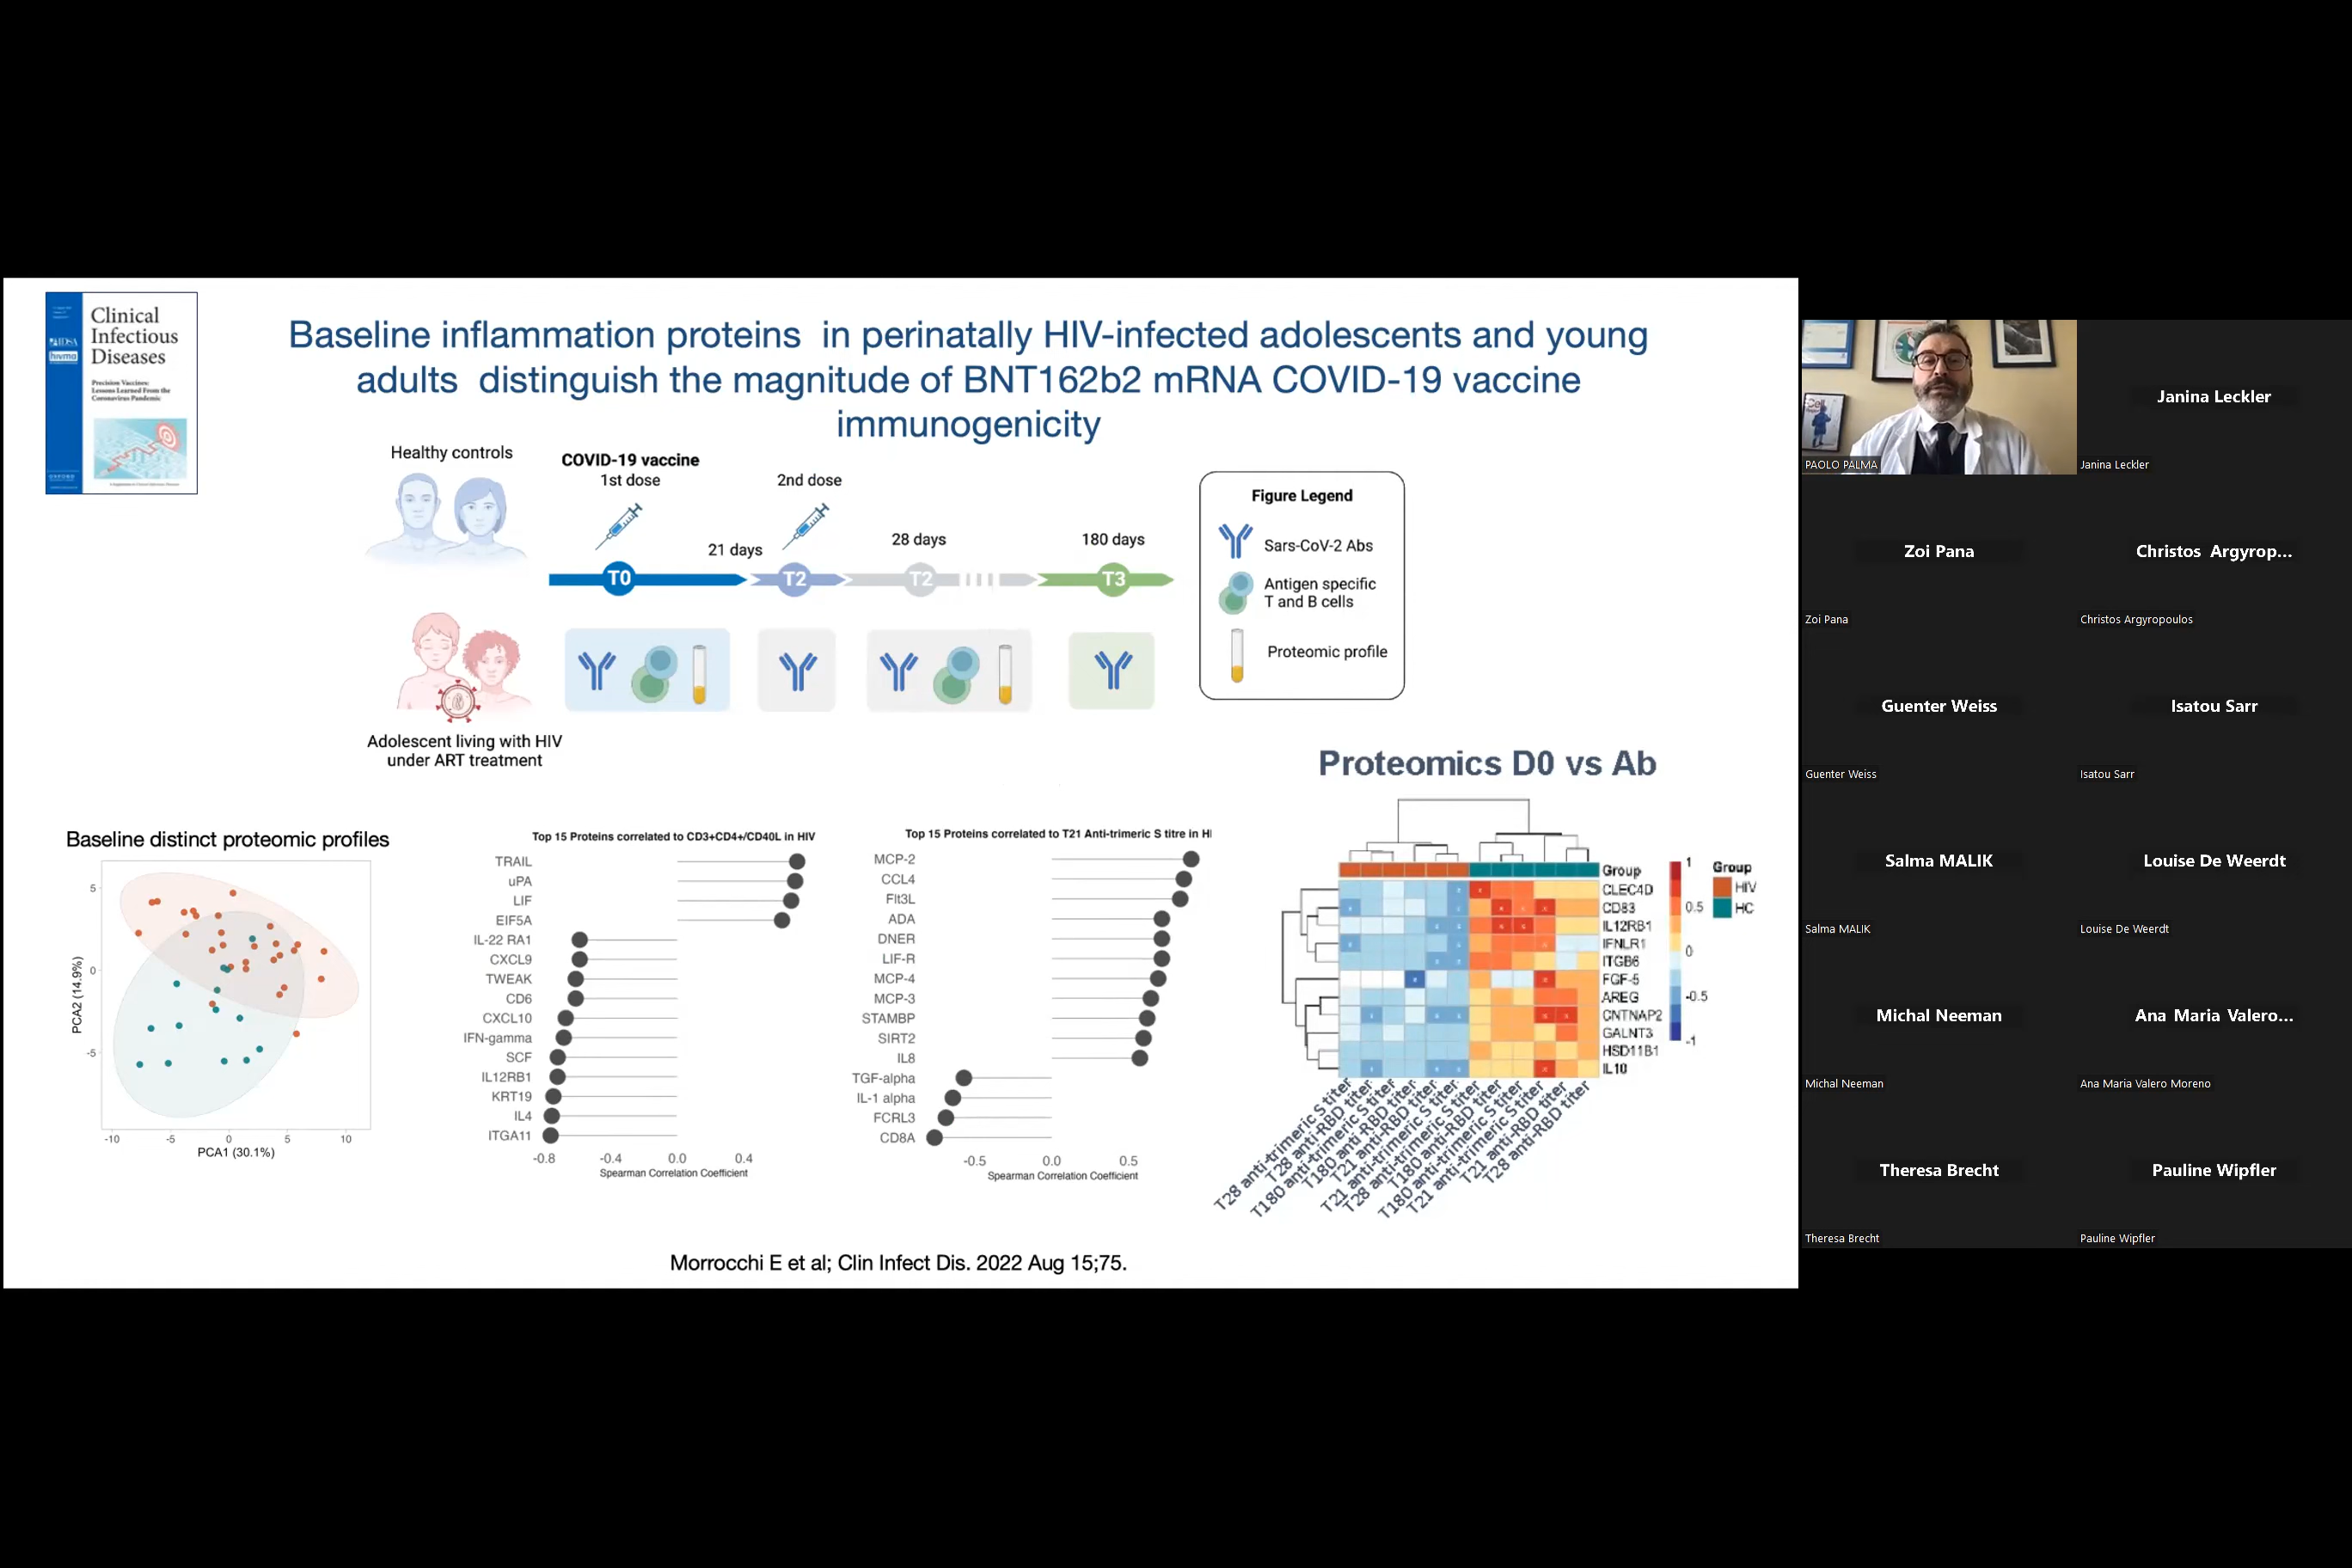 Clinical
Infectious
Diseases
IDSA
hivma
Precision Vaccines:
Lessons Learned From the
Coronavirus Pandemic
OXFORD
Baseline inflammation proteins in perinatally HIV-infected adolescents and young
adults distinguish the magnitude of BNT162b2 mRNA COVID-19 vaccine
immunogenicity
Healthy controls
COVID-19 vaccine
1st dose
2nd dose
21 days
28 days
180 days
T0
T2
T2
T3
Adolescent living with HIV
under ART treatment
Figure Legend
Sars-CoV-2 Abs
Antigen specific
T and B cells
Proteomic profile
Baseline distinct proteomic profiles
5
0
-5
PCA2 (14.9%)
-10 -5 0 5 10
PCA1 (30.1%)
Top 15 Proteins correlated to CD3+CD4+/CD40L in HIV
TRAIL
uPA
LIF
EIF5A
IL-22 RA1
CXCL9
TWEAK
CD6
CXCL10
IFN-gamma
SCF
IL12RB1
KRT19
IL4
ITGA11
-0.8 -0.4 0.0 0.4
Spearman Correlation Coefficient
Top 15 Proteins correlated to T21 Anti-trimeric S titre in HI
MCP-2
CCL4
Flt3L
ADA
DNER
LIF-R
MCP-4
MCP-3
STAMBP
SIRT2
IL8
TGF-alpha
IL-1 alpha
FCRL3
CD8A
-0.5 0.0 0.5
Spearman Correlation Coefficient
Proteomics D0 vs Ab
Group
CLEC4D
CD83
IL12RB1
IFNLR1
ITGB6
FGF-5
AREG
CNTNAP2
GALNT3
HSD11B1
IL10
1
0.5
0
-0.5
-1
Group
HIV
HC
T28 anti-trimeric S titer
T28 anti-RBD titer
T180 anti-trimeric S titer
T180 anti-RBD titer
T21 anti-RBD titer
T21 anti-trimeric S titer
T28 anti-trimeric S titer
T180 anti-RBD titer
T180 anti-trimeric S titer
T21 anti-trimeric S titer
T21 anti-RBD titer
T28 anti-RBD titer
Morrocchi E et al; Clin Infect Dis. 2022 Aug 15;75.
PAOLO PALMA
Janina Leckler
Janina Leckler
Zoi Pana
Zoi Pana
Christos Argyrop...
Christos Argyropoulos
Guenter Weiss
Guenter Weiss
Isatou Sarr
Isatou Sarr
Salma MALIK
Salma MALIK
Louise De Weerdt
Louise De Weerdt
Michal Neeman
Michal Neeman
Ana Maria Valero...
Ana Maria Valero Moreno
Theresa Brecht
Theresa Brecht
Pauline Wipfler
Pauline Wipfler